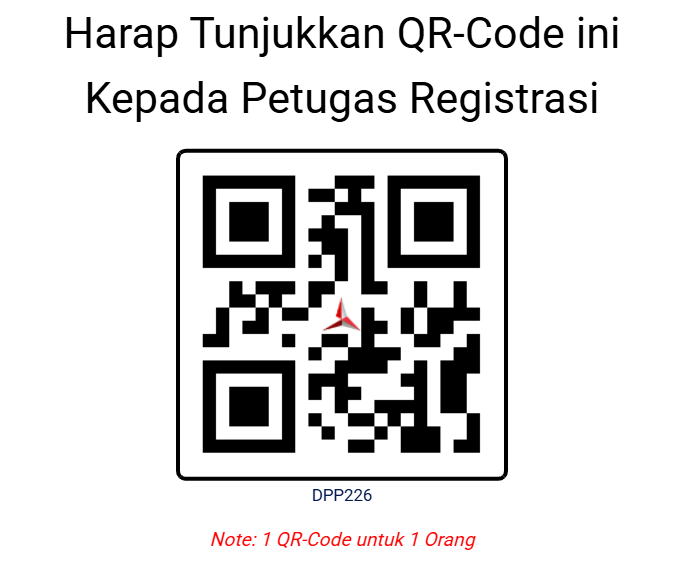 Harap Tunjukkan QR-Code ini
Kepada Petugas Registrasi
DPP226
Note: 1 QR-Code untuk 1 Orang